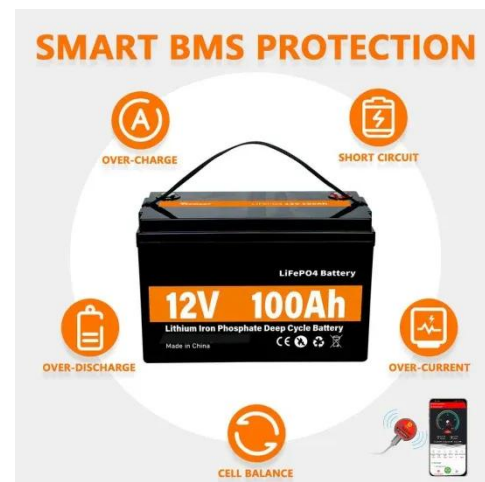 SMART BMS PROTECTION
OVER-CHARGE
SHORT CIRCUIT
LiFePO4 Battery
12V 100Ah
Lithium Iron Phosphate Deep Cycle Battery
Made in China
CE
OVER-DISCHARGE
OVER-CURRENT
CELL BALANCE